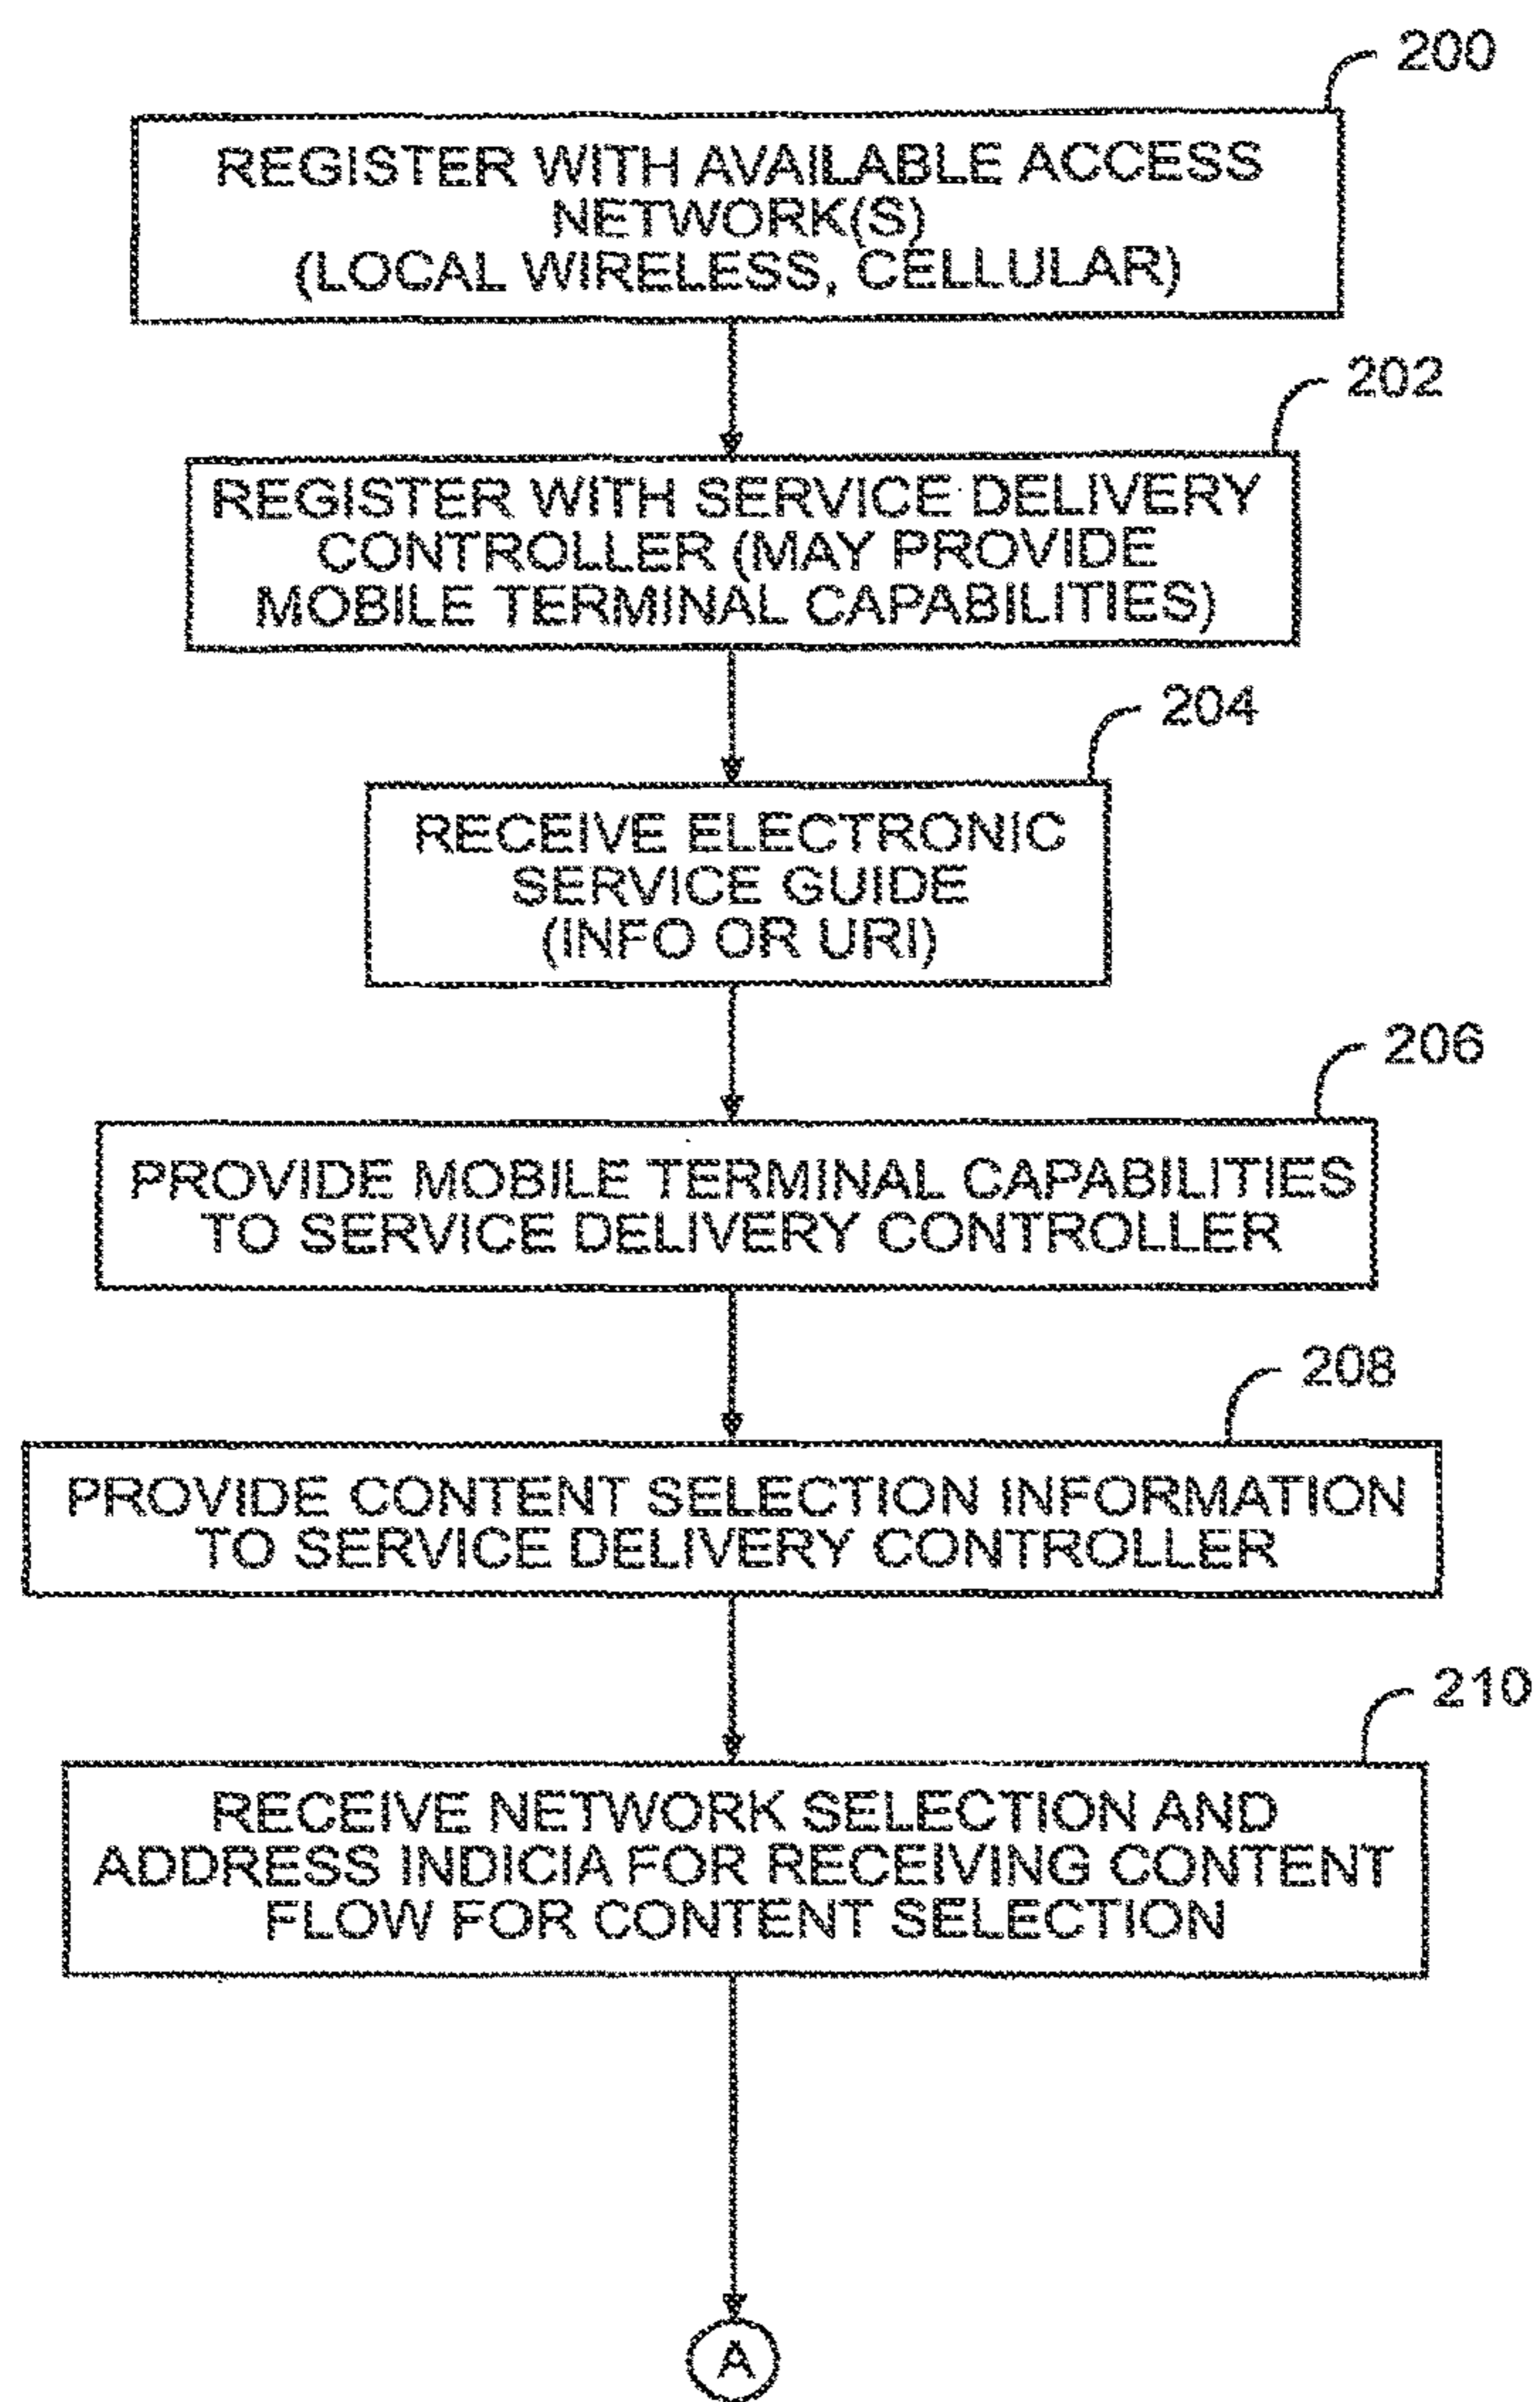 200
REGISTER WITH AVAILABLE ACCESS
NETWORK(S)
(LOCAL WIRELESS, CELLULAR)
202
REGISTER WITH SERVICE DELIVERY
CONTROLLER (MAY PROVIDE
MOBILE TERMINAL CAPABILITIES)
204
RECEIVE ELECTRONIC
SERVICE GUIDE
(INFO OR URI)
206
PROVIDE MOBILE TERMINAL CAPABILITIES
TO SERVICE DELIVERY CONTROLLER
208
PROVIDE CONTENT SELECTION INFORMATION
TO SERVICE DELIVERY CONTROLLER
210
RECEIVE NETWORK SELECTION AND
ADDRESS INDICIA FOR RECEIVING CONTENT
FLOW FOR CONTENT SELECTION
A